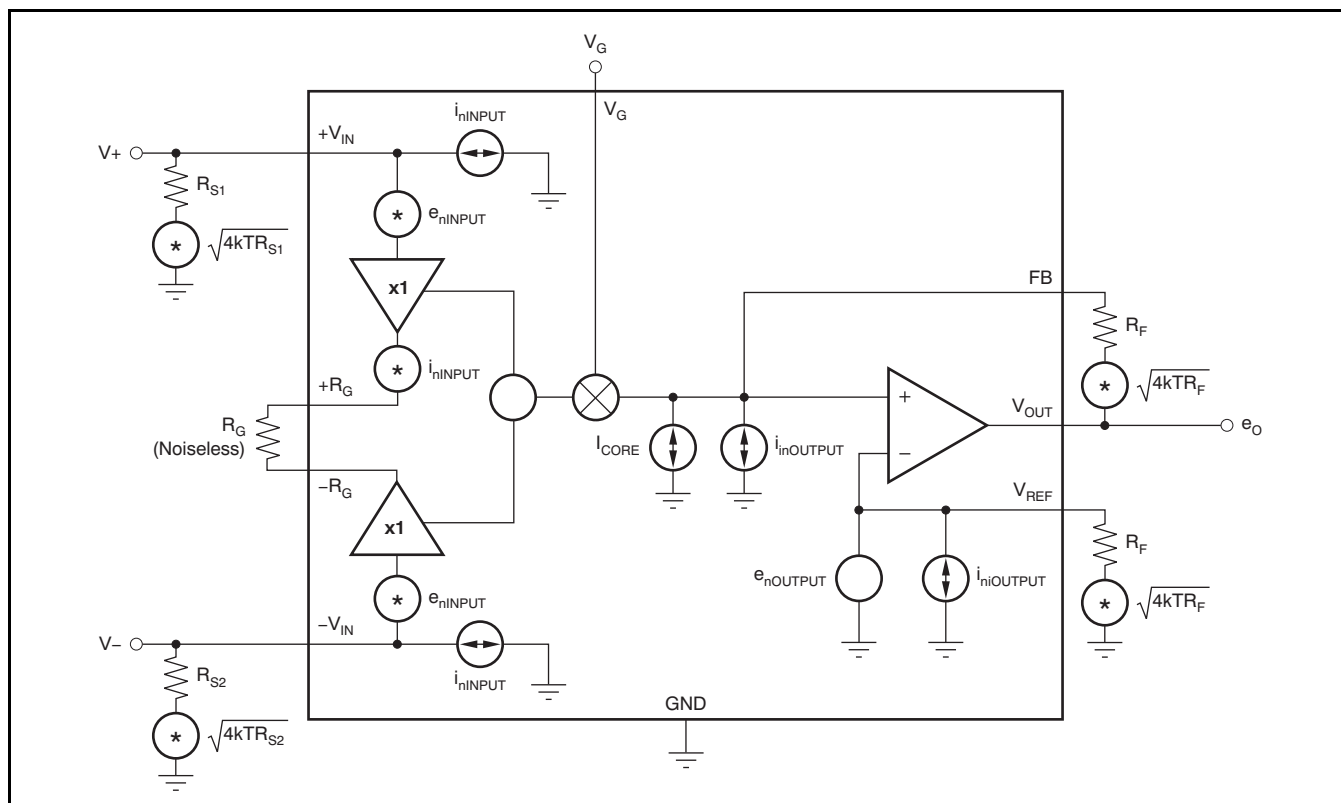 V_G
V_G
i_nINPUT
+V_IN
V+
R_S1
e_nINPUT
* √4kTR_S1
*
x1
FB
R_F
i_nINPUT
*
+R_G
* √4kTR_F
R_G
(Noiseless)
+
V_OUT
e_O
I_CORE
i_inOUTPUT
−
−R_G
V_REF
x1
R_F
e_nOUTPUT
i_niOUTPUT
* √4kTR_F
e_nINPUT
*
−V_IN
V−
R_S2
i_nINPUT
GND
* √4kTR_S2